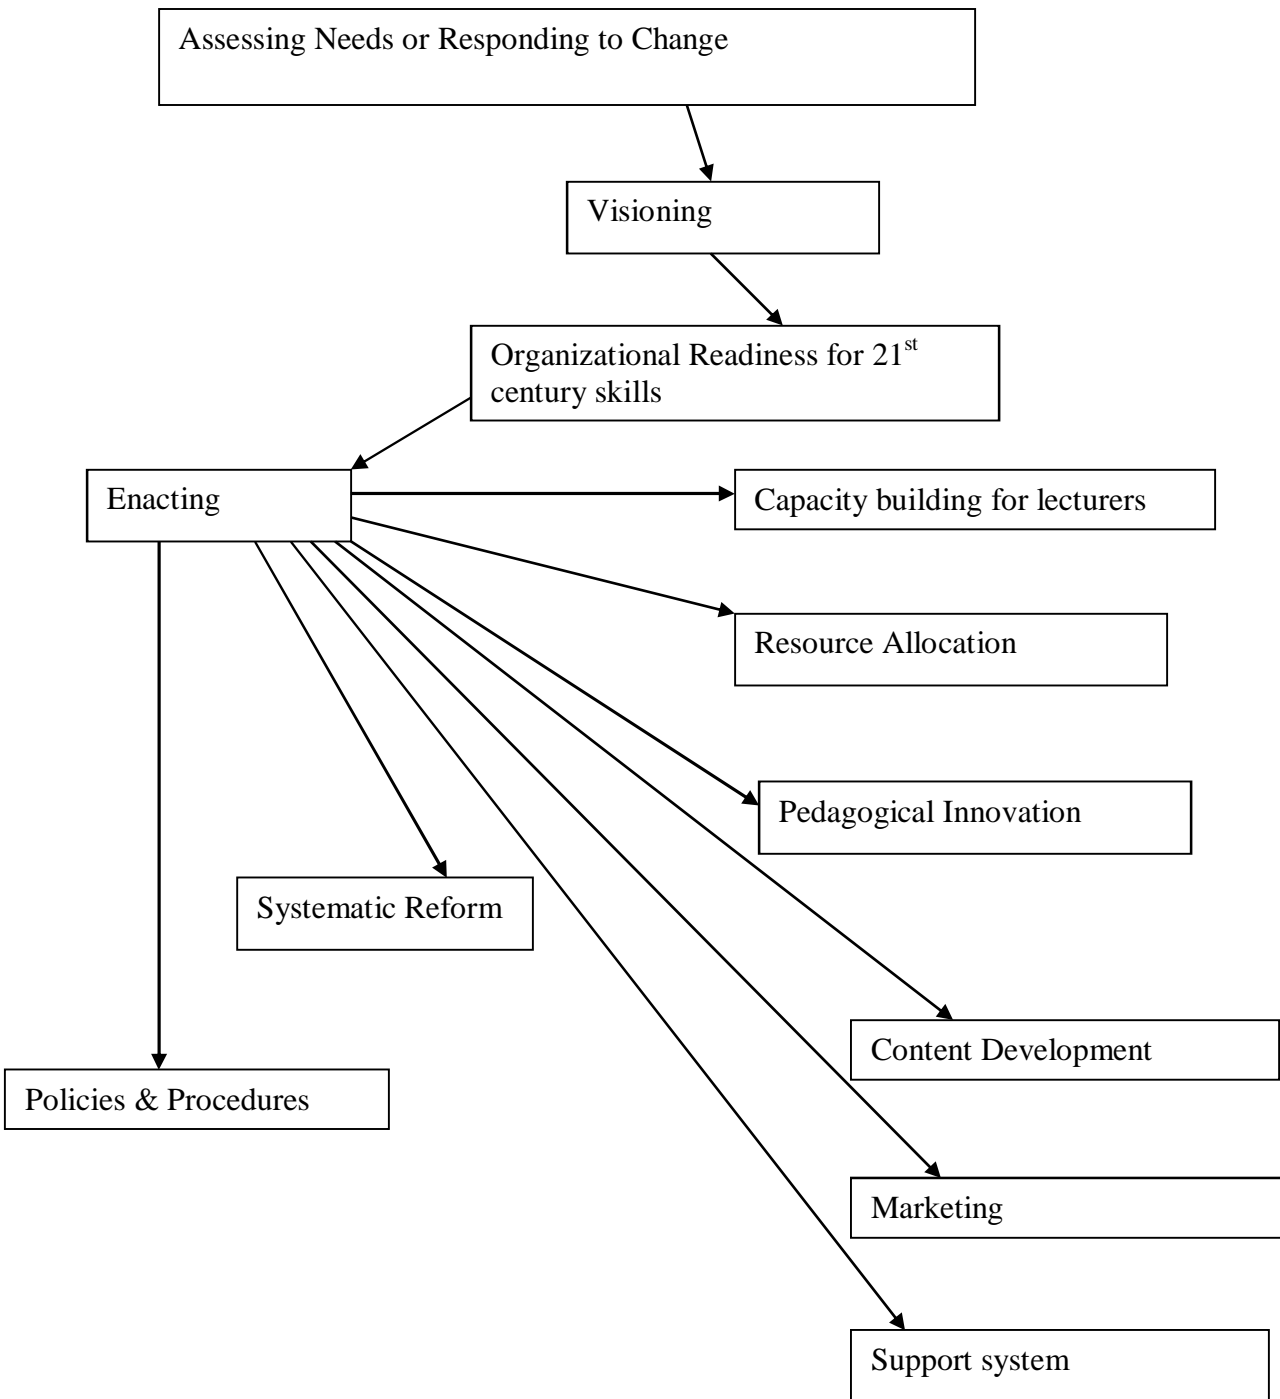 Assessing Needs or Responding to Change
Visioning
Organizational Readiness for 21st
century skills
Enacting
Capacity building for lecturers
Resource Allocation
Pedagogical Innovation
Systematic Reform
Content Development
Policies & Procedures
Marketing
Support system